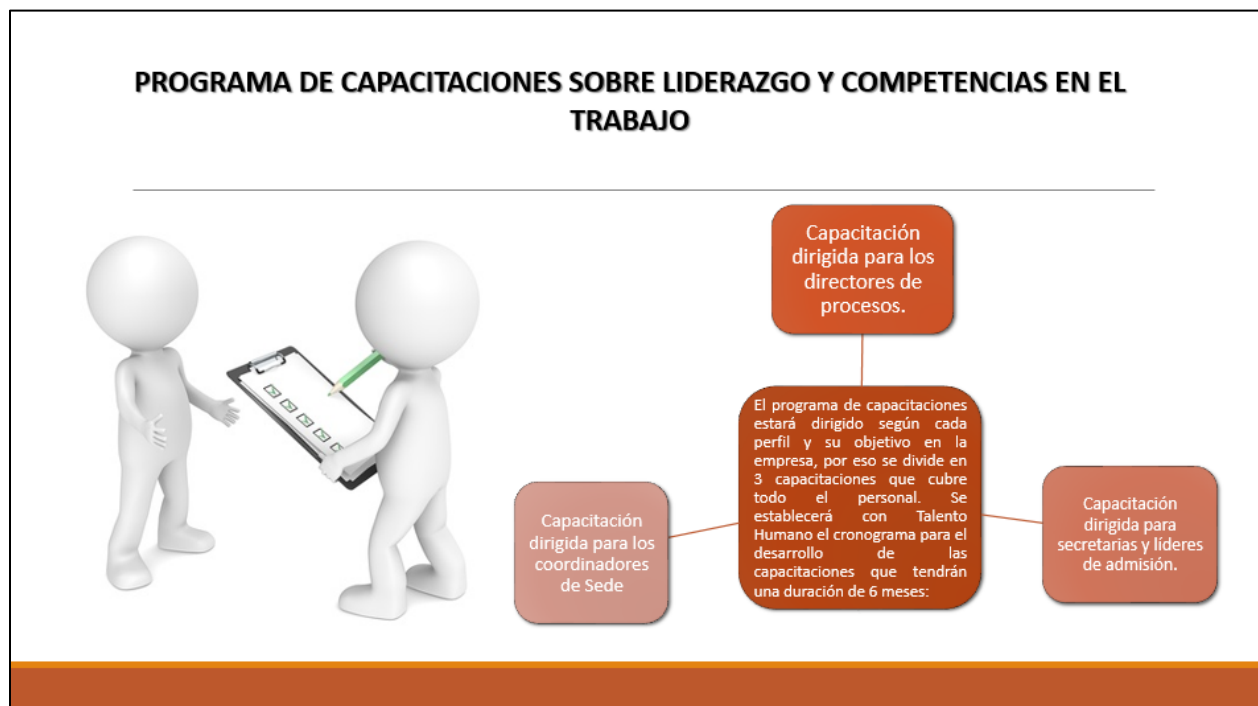 PROGRAMA DE CAPACITACIONES SOBRE LIDERAZGO Y COMPETENCIAS EN EL
TRABAJO
Capacitación
dirigida para los
directores de
procesos.
El programa de capacitaciones
estará dirigido según cada
perfil y su objetivo en la
empresa, por eso se divide en
3 capacitaciones que cubre
todo el personal. Se
establecerá con Talento
Humano el cronograma para el
desarrollo de las
capacitaciones que tendrán
una duración de 6 meses:
Capacitación
dirigida para los
coordinadores
de Sede
Capacitación
dirigida para
secretarias y líderes
de admisión.